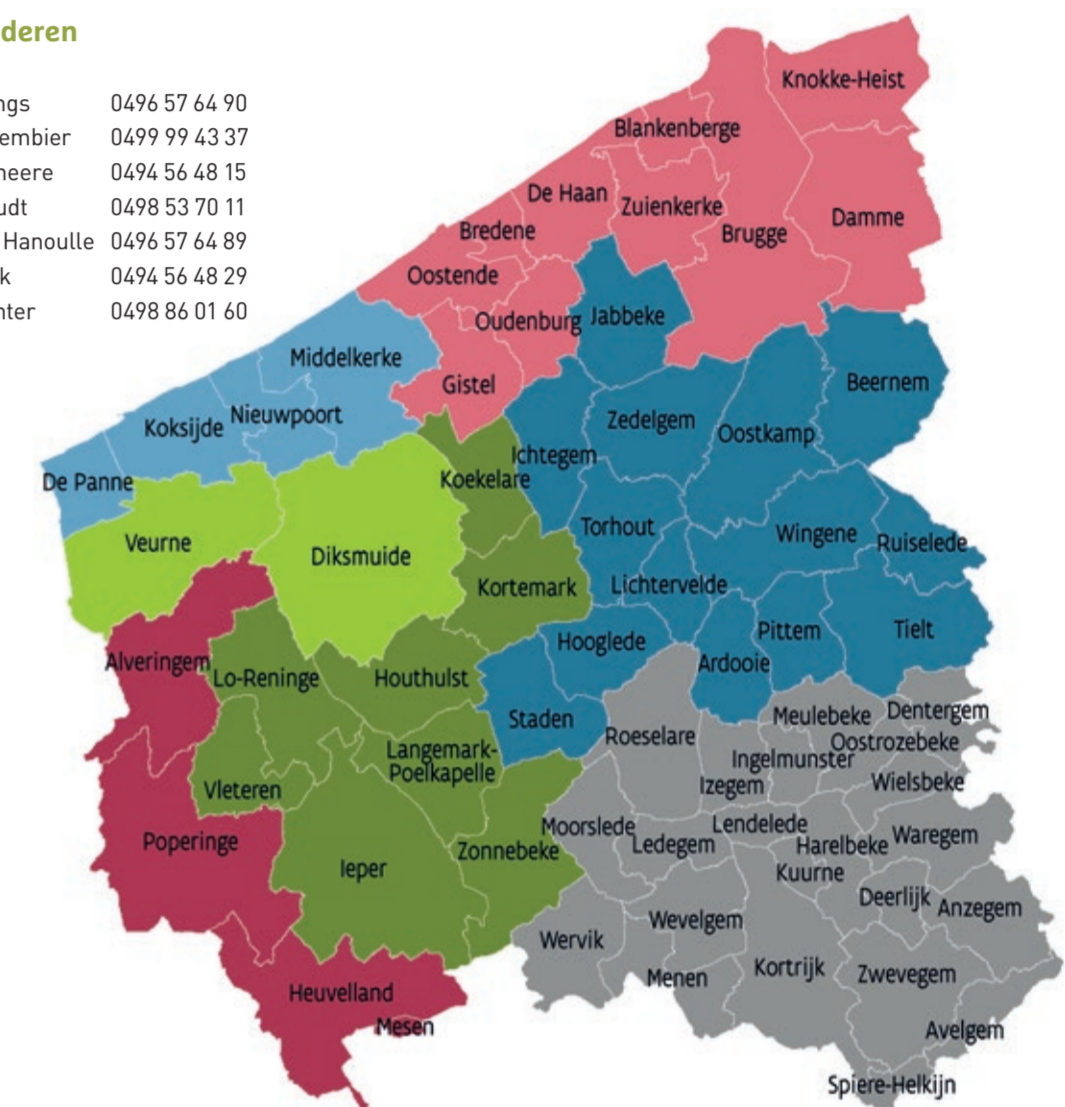 deren
ngs 0496 57 64 90
embier 0499 99 43 37
neere 0494 56 48 15
udt 0498 53 70 11
Hanoulle 0496 57 64 89
k 0494 56 48 29
nter 0498 86 01 60
Knokke-Heist
Blankenberge
De Haan
Zuienkerke
Damme
Bredene
Brugge
Oostende
Oudenburg
Jabbeke
Middelkerke
Gistel
Beernem
Koksijde
Nieuwpoort
Zedelgem
Oostkamp
Ichtegem
De Panne
Koekelare
Veurne
Diksmuide
Torhout
Wingene
Ruiselede
Kortemark
Lichtervelde
Hooglede
Pittem
Tielt
Alveringem
Lo-Reninge
Houthulst
Ardooie
Staden
Roeselare
Meulebeke
Dentergem
Langemark-
Poelkapelle
Oostrozebeke
Ingelmunster
Vleteren
Izegem
Wielsbeke
Poperinge
Ieper
Zonnebeke
Moorslede
Ledegem
Lendelede
Harelbeke
Waregem
Kuurne
Deerlijk
Anzegem
Wervik
Wevelgem
Menen
Kortrijk
Zwevegem
Heuvelland
Mesen
Avelgem
Spiere-Helkijn